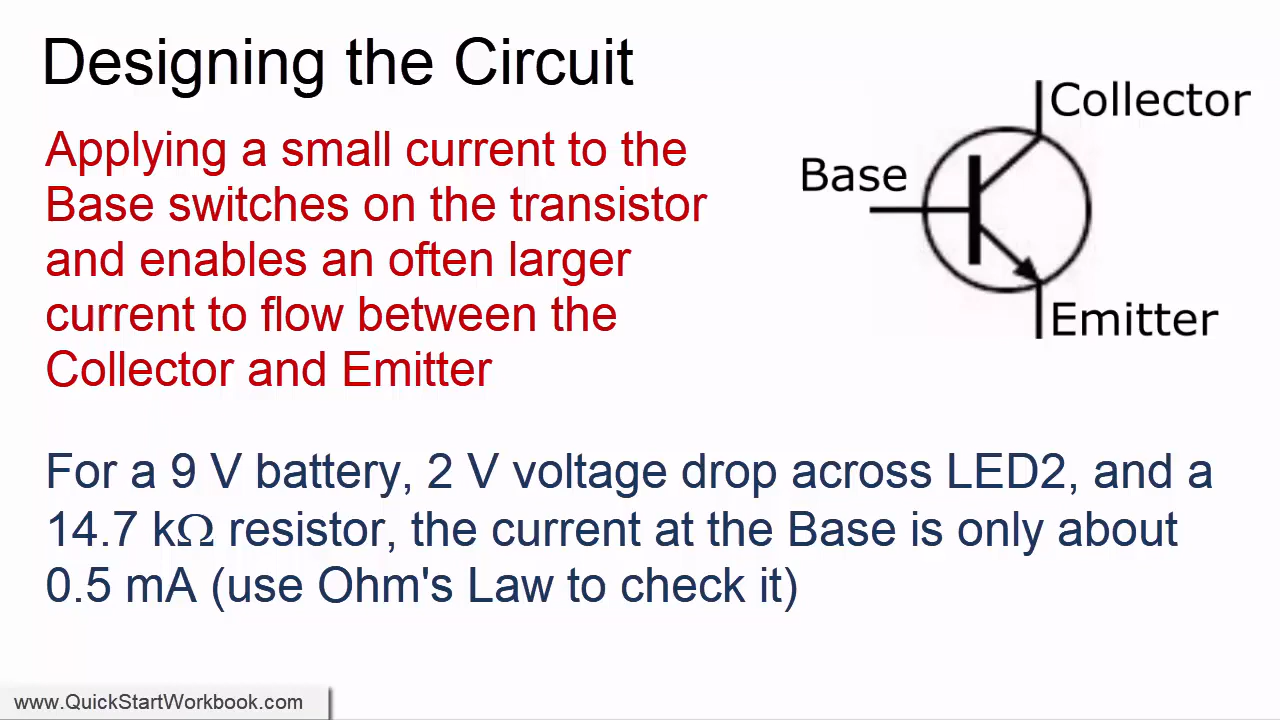 Designing the Circuit
Applying a small current to the
Base switches on the transistor
and enables an often larger
current to flow between the
Collector and Emitter
Collector
Base
Emitter
For a 9 V battery, 2 V voltage drop across LED2, and a
14.7 kΩ resistor, the current at the Base is only about
0.5 mA (use Ohm's Law to check it)
www.QuickStartWorkbook.com